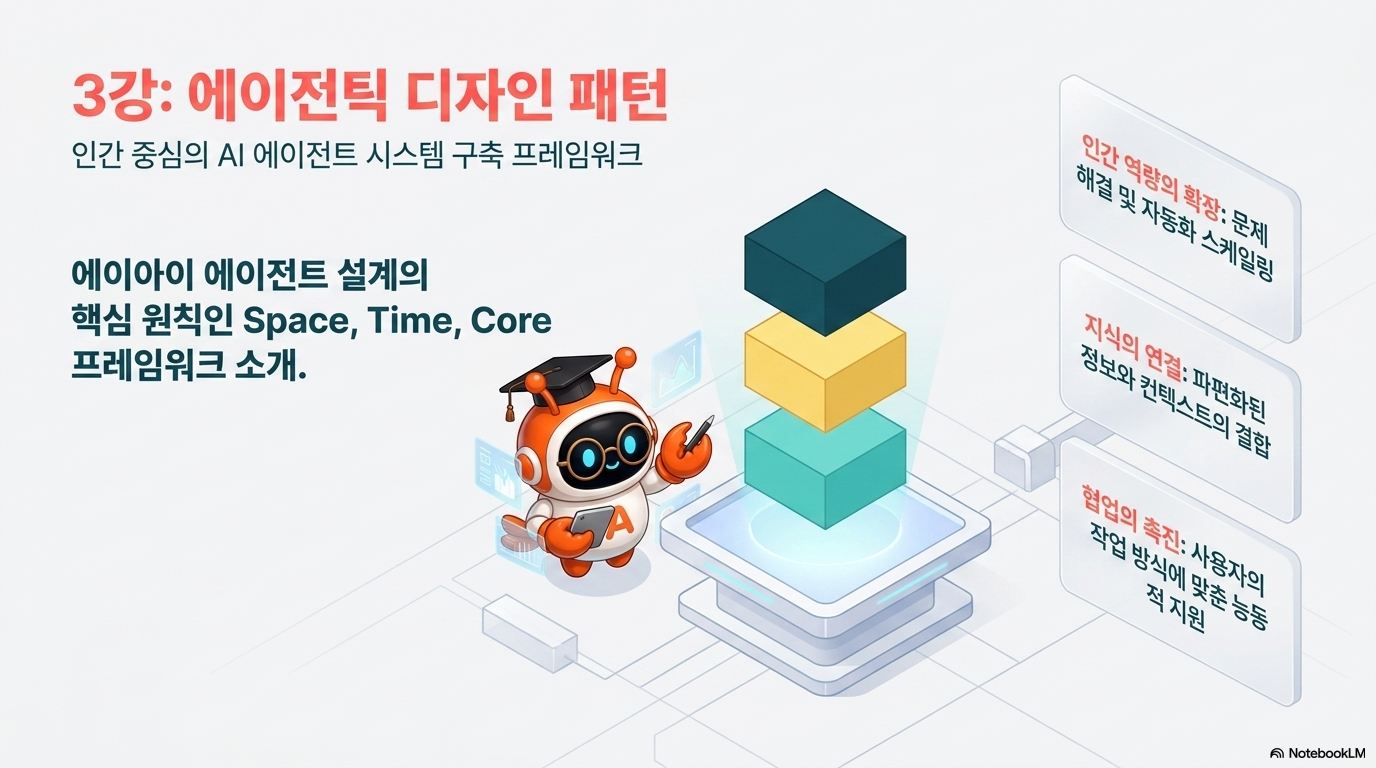 3강: 에이전틱 디자인 패턴
인간 중심의 AI 에이전트 시스템 구축 프레임워크
에이아이 에이전트 설계의
핵심 원칙인 Space, Time, Core
프레임워크 소개.
A
인간 역량의 확장: 문제
해결 및 자동화 스케일링
지식의 연결: 파편화된
정보와 컨텍스트의 결합
협업의 촉진: 사용자의
작업 방식에 맞춘 능동
적 지원
NotebookLM